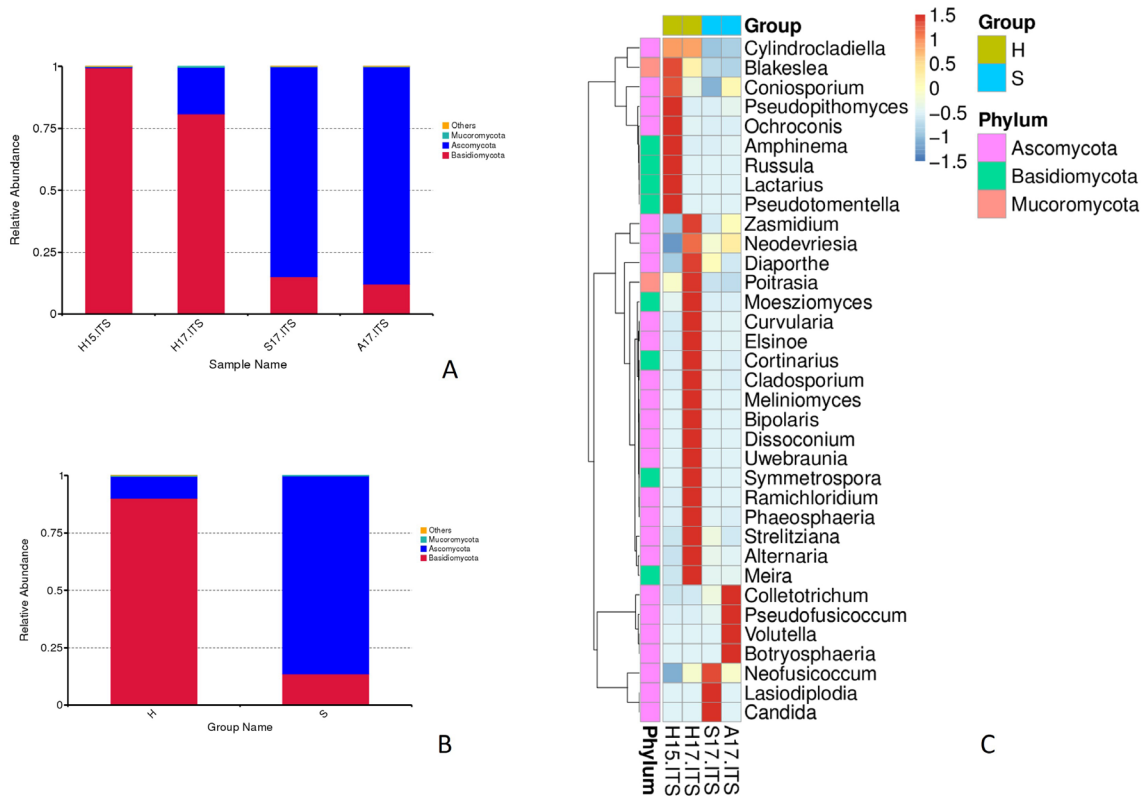 1
0.75
0.5
0.25
0
Relative Abundance
H15.ITS
H17.ITS
S17.ITS
A17.ITS
Sample Name
Others
Mucoromycota
Ascomycota
Basidiomycota
A
1
0.75
0.5
0.25
0
Relative Abundance
H
S
Group Name
Others
Mucoromycota
Ascomycota
Basidiomycota
B
Group
Cylindrocladiella
Blakeslea
Coniosporium
Pseudopithomyces
Ochroconis
Amphinema
Russula
Lactarius
Pseudotomentella
Zasmidium
Neodevriesia
Diaporthe
Poitrasia
Moesziomyces
Curvularia
Elsinoe
Cortinarius
Cladosporium
Meliniomyces
Bipolaris
Dissoconium
Uwebraunia
Symmetrospora
Ramichloridium
Phaeosphaeria
Strelitziana
Alternaria
Meira
Colletotrichum
Pseudofusicoccum
Volutella
Botryosphaeria
Neofusicoccum
Lasiodiplodia
Candida
Phylum
H15.ITS
H17.ITS
S17.ITS
A17.ITS
1.5
1
0.5
0
−0.5
−1
−1.5
Group
H
S
Phylum
Ascomycota
Basidiomycota
Mucoromycota
C